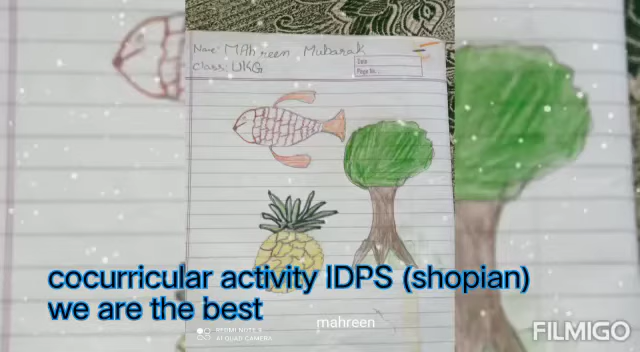 Name: MAhreen Mubarak
Class: UKG
Date
Page No.
cocurricular activity IDPS (shopian)
we are the best
mahreen
REDMI NOTE 8
AI QUAD CAMERA
FILMIGO